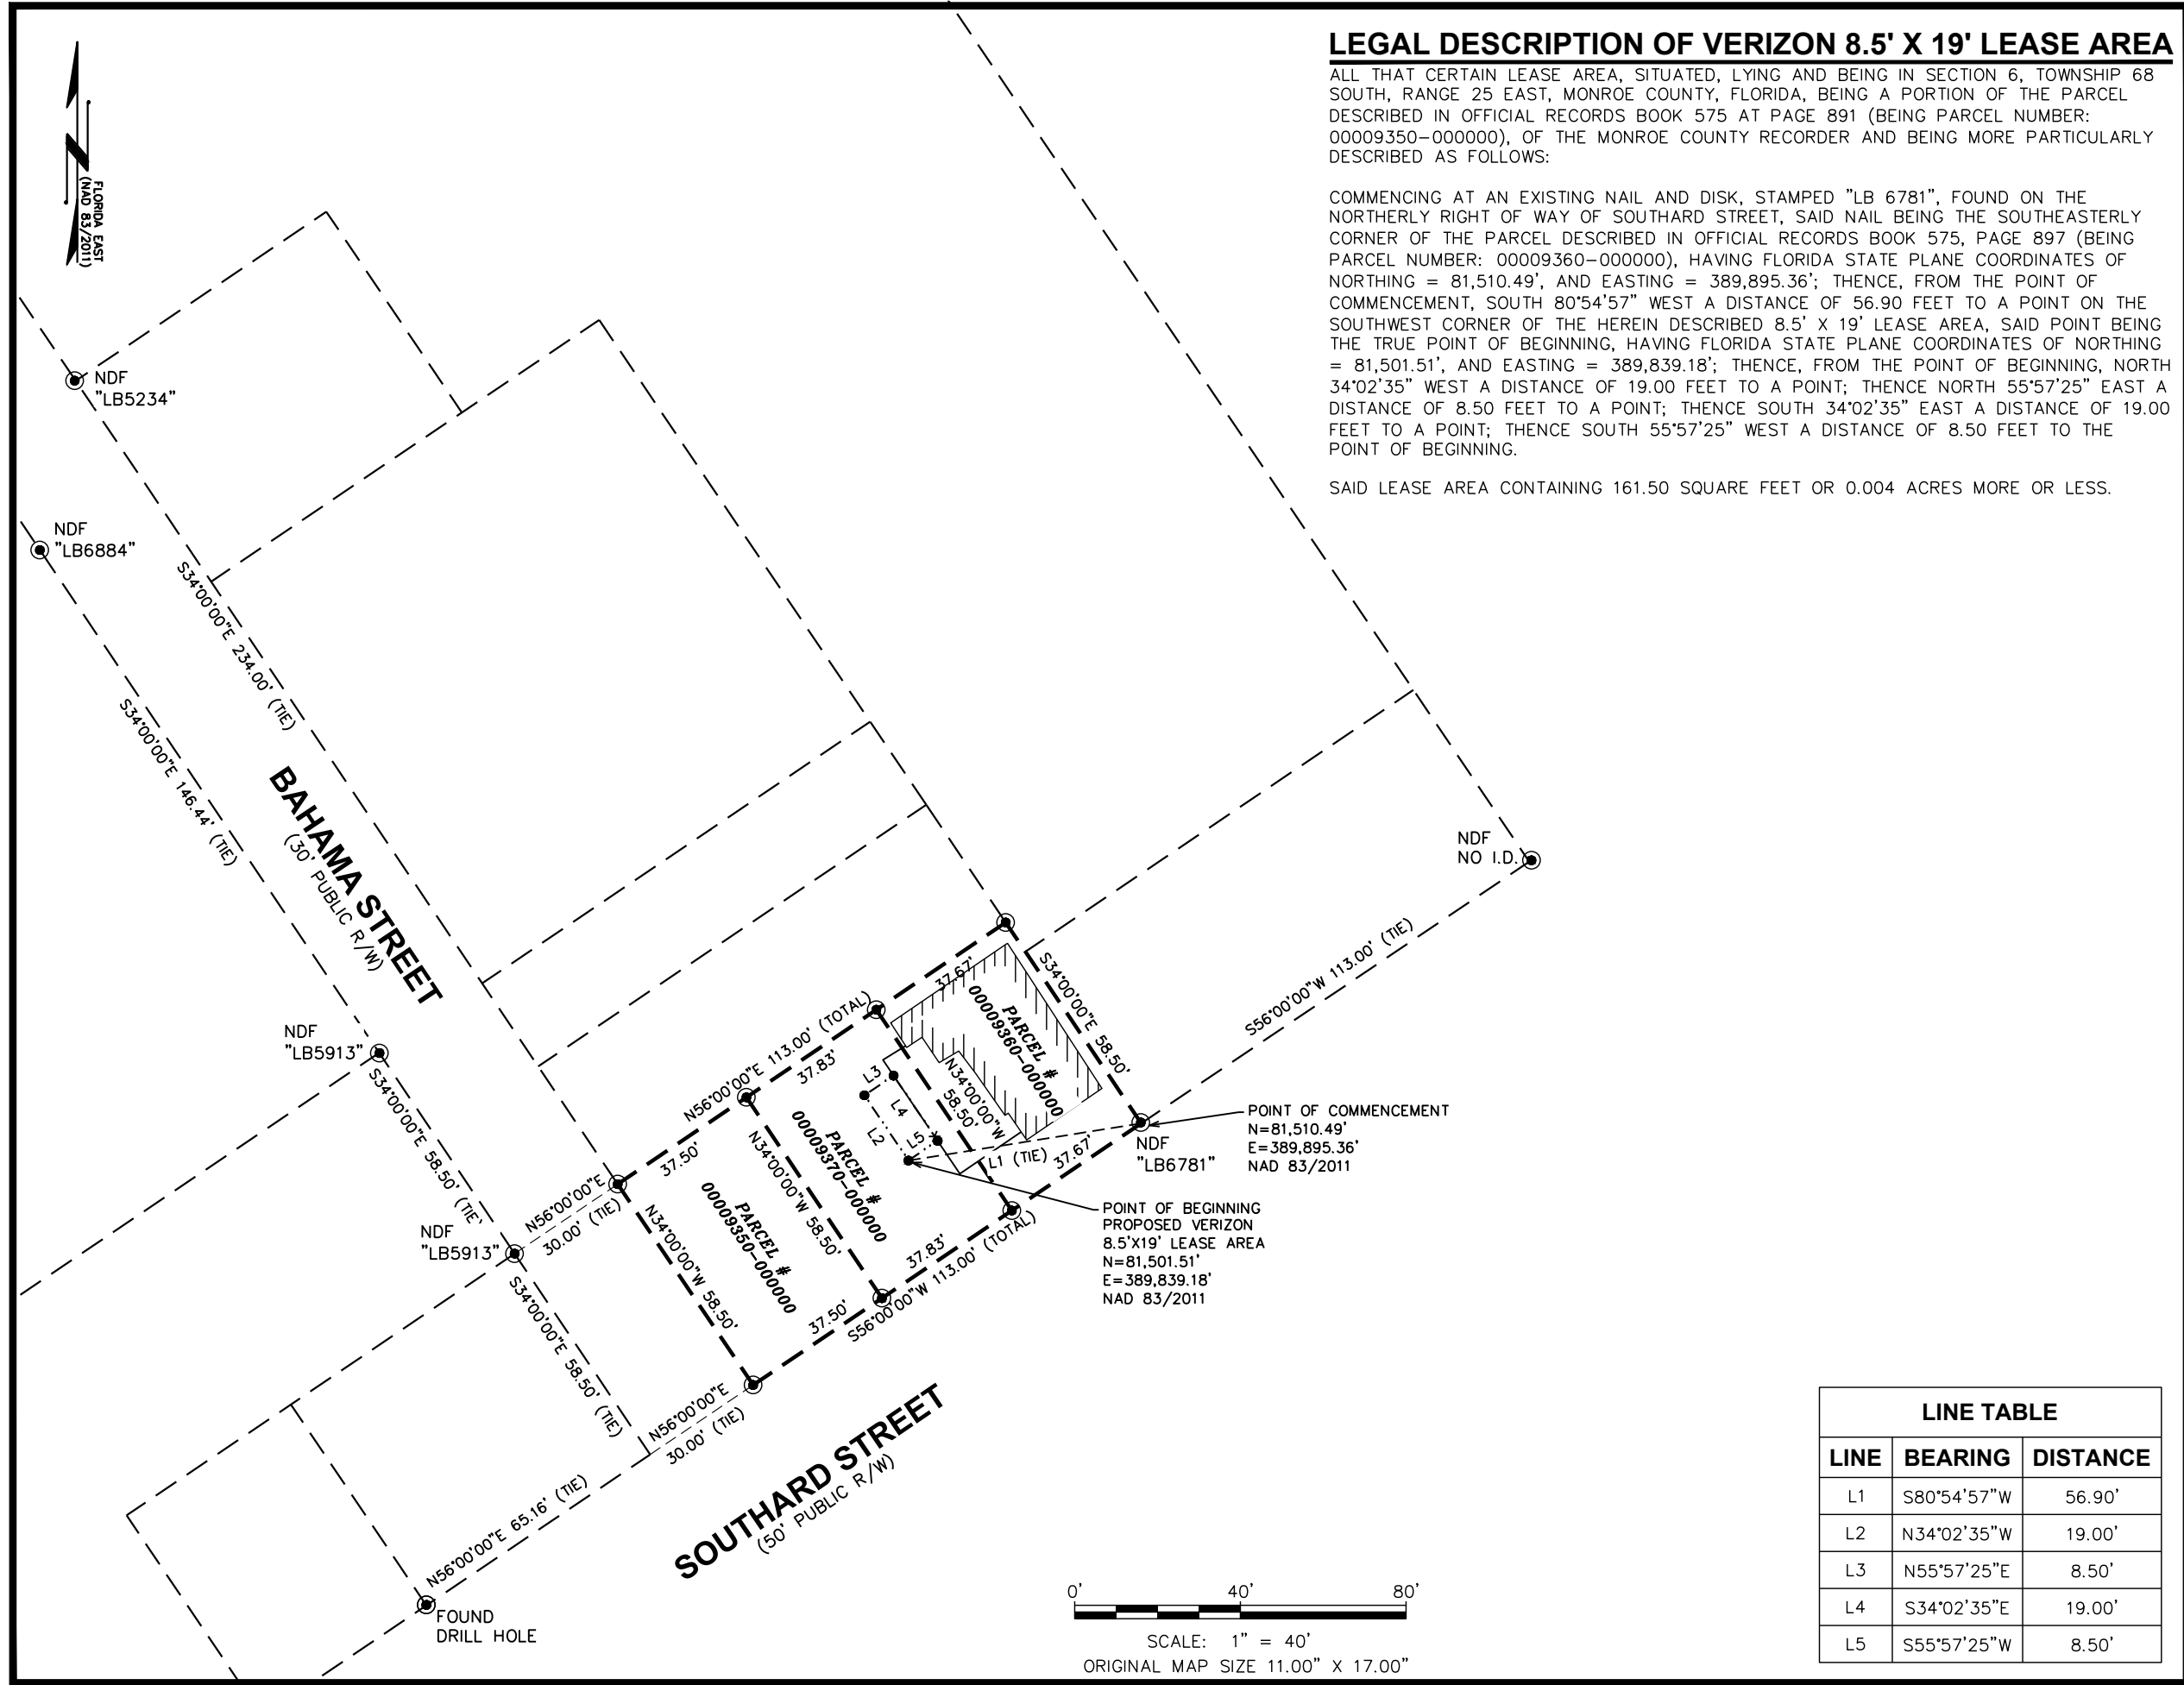 LEGAL DESCRIPTION OF VERIZON 8.5' X 19' LEASE AREA
ALL THAT CERTAIN LEASE AREA, SITUATED, LYING AND BEING IN SECTION 6, TOWNSHIP 68
SOUTH, RANGE 25 EAST, MONROE COUNTY, FLORIDA, BEING A PORTION OF THE PARCEL
DESCRIBED IN OFFICIAL RECORDS BOOK 575 AT PAGE 891 (BEING PARCEL NUMBER:
00009350-000000), OF THE MONROE COUNTY RECORDER AND BEING MORE PARTICULARLY
DESCRIBED AS FOLLOWS:
COMMENCING AT AN EXISTING NAIL AND DISK, STAMPED "LB 6781", FOUND ON THE
NORTHERLY RIGHT OF WAY OF SOUTHARD STREET, SAID NAIL BEING THE SOUTHEASTERLY
CORNER OF THE PARCEL DESCRIBED IN OFFICIAL RECORDS BOOK 575, PAGE 897 (BEING
PARCEL NUMBER: 00009360-000000), HAVING FLORIDA STATE PLANE COORDINATES OF
NORTHING = 81,510.49', AND EASTING = 389,895.36'; THENCE, FROM THE POINT OF
COMMENCEMENT, SOUTH 80°54'57" WEST A DISTANCE OF 56.90 FEET TO A POINT ON THE
SOUTHWEST CORNER OF THE HEREIN DESCRIBED 8.5' X 19' LEASE AREA, SAID POINT BEING
THE TRUE POINT OF BEGINNING, HAVING FLORIDA STATE PLANE COORDINATES OF NORTHING
= 81,501.51', AND EASTING = 389,839.18'; THENCE, FROM THE POINT OF BEGINNING, NORTH
34°02'35" WEST A DISTANCE OF 19.00 FEET TO A POINT; THENCE NORTH 55°57'25" EAST A
DISTANCE OF 8.50 FEET TO A POINT; THENCE SOUTH 34°02'35" EAST A DISTANCE OF 19.00
FEET TO A POINT; THENCE SOUTH 55°57'25" WEST A DISTANCE OF 8.50 FEET TO THE
POINT OF BEGINNING.
SAID LEASE AREA CONTAINING 161.50 SQUARE FEET OR 0.004 ACRES MORE OR LESS.
N
FLORIDA EAST
(NAD 83/2011)
NDF
"LB5234"
NDF
"LB6884"
S34°00'00"E 234.00' (TIE)
S34°00'00"E 146.44' (TIE)
BAHAMA STREET
(30' PUBLIC R/W)
NDF
NO I.D.
S56°00'00"W 113.00' (TIE)
NDF
"LB5913"
S34°00'00"E 58.50' (TIE)
N56°00'00"E 113.00' (TOTAL)
37.67'
37.83'
37.50'
S34°00'00"E 58.50'
PARCEL #
00009360-000000
N34°00'00"W
58.50'
L3
L4
L2
L5
L1 (TIE)
37.67'
POINT OF COMMENCEMENT
N=81,510.49'
E=389,895.36'
NAD 83/2011
NDF
"LB6781"
PARCEL #
00009370-000000
N34°00'00"W 58.50'
PARCEL #
00009350-000000
N34°00'00"W 58.50'
POINT OF BEGINNING
PROPOSED VERIZON
8.5'X19' LEASE AREA
N=81,501.51'
E=389,839.18'
NAD 83/2011
N56°00'00"E
30.00' (TIE)
NDF
"LB5913"
37.83'
37.50'
S56°00'00"W 113.00' (TOTAL)
S34°00'00"E 58.50' (TIE)
N56°00'00"E
30.00' (TIE)
SOUTHARD STREET
(50' PUBLIC R/W)
N56°00'00"E 65.16' (TIE)
FOUND
DRILL HOLE
0' 40' 80'
SCALE: 1" = 40'
ORIGINAL MAP SIZE 11.00" X 17.00"
LINE TABLE
LINE BEARING DISTANCE
L1 S80°54'57"W 56.90'
L2 N34°02'35"W 19.00'
L3 N55°57'25"E 8.50'
L4 S34°02'35"E 19.00'
L5 S55°57'25"W 8.50'